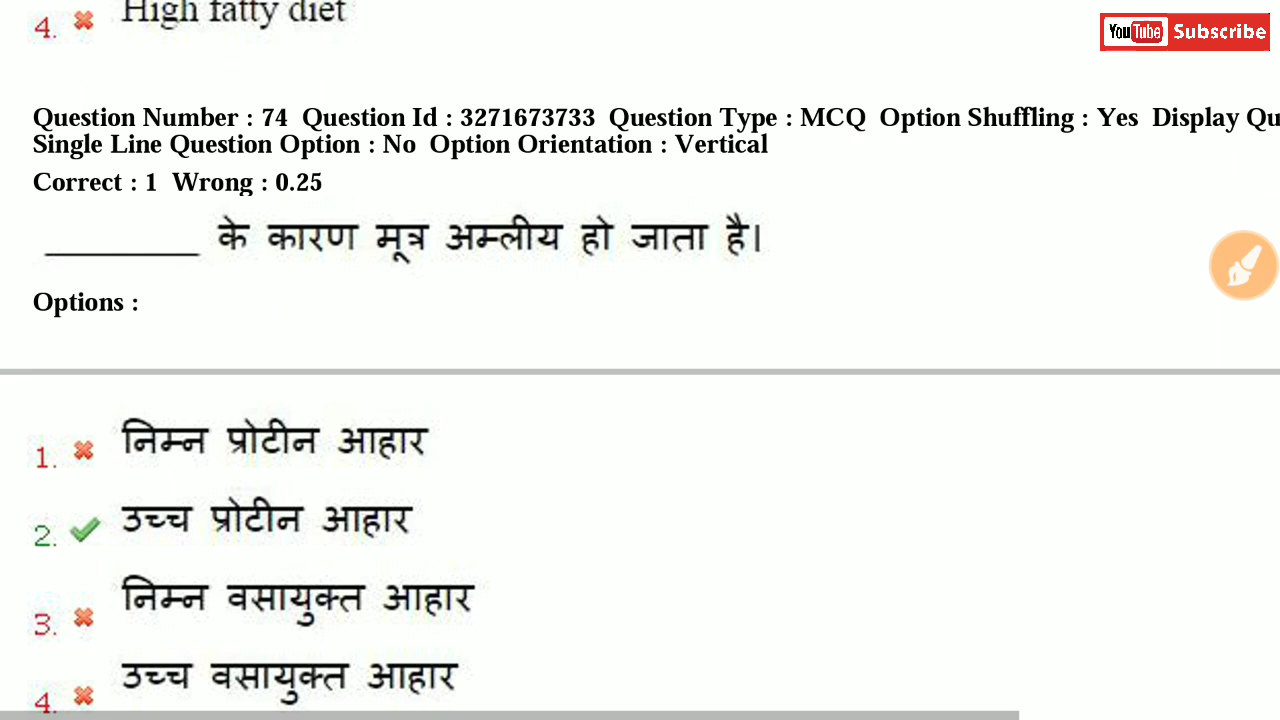 High fatty diet
4.
YouTube Subscribe
Question Number : 74 Question Id : 3271673733 Question Type : MCQ Option Shuffling : Yes Display Qu
Single Line Question Option : No Option Orientation : Vertical
Correct : 1 Wrong : 0.25
_________ के कारण मूत्र अम्लीय हो जाता है।
Options :
1. निम्न प्रोटीन आहार
2. उच्च प्रोटीन आहार
3. निम्न वसायुक्त आहार
4. उच्च वसायुक्त आहार